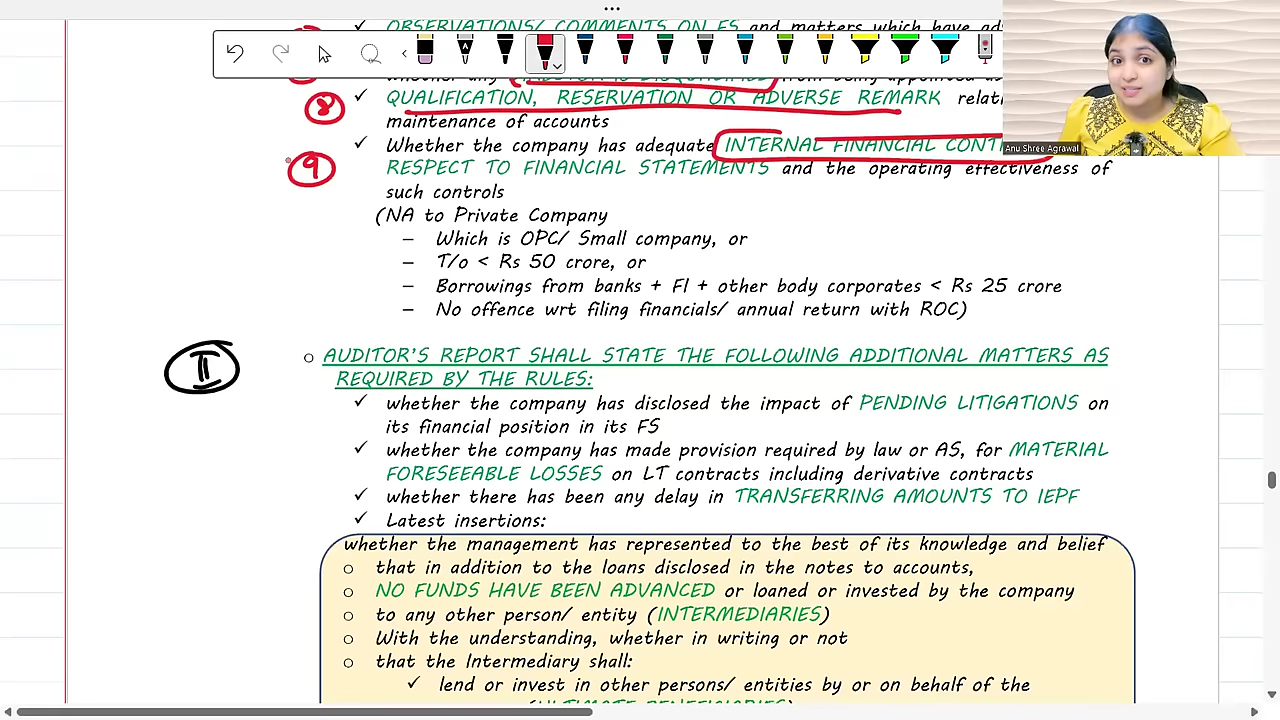 ...
✓ OBSERVATIONS/ COMMENTS ON FS and matters which have
A
whether any
⑧ ✓ QUALIFICATION, RESERVATION OR ADVERSE REMARK
maintenance of accounts
Anu Shree Agrawal
✓ Whether the company has adequate INTERNAL FINANCIAL
⑨ RESPECT TO FINANCIAL STATEMENTS and the operating effectiveness of
such controls
(NA to Private Company
– Which is OPC/ Small company, or
– T/o < Rs 50 crore, or
– Borrowings from banks + FI + other body corporates < Rs 25 crore
– No offence wrt filing financials/ annual return with ROC)
I
○ AUDITOR'S REPORT SHALL STATE THE FOLLOWING ADDITIONAL MATTERS AS
REQUIRED BY THE RULES:
✓ whether the company has disclosed the impact of PENDING LITIGATIONS on
its financial position in its FS
✓ whether the company has made provision required by law or AS, for MATERIAL
FORESEEABLE LOSSES on LT contracts including derivative contracts
✓ whether there has been any delay in TRANSFERRING AMOUNTS TO IEPF
✓ Latest insertions:
whether the management has represented to the best of its knowledge and belief
○ that in addition to the loans disclosed in the notes to accounts,
○ NO FUNDS HAVE BEEN ADVANCED or loaned or invested by the company
○ to any other person/ entity (INTERMEDIARIES)
○ With the understanding, whether in writing or not
○ that the Intermediary shall:
✓ lend or invest in other persons/ entities by or on behalf of the